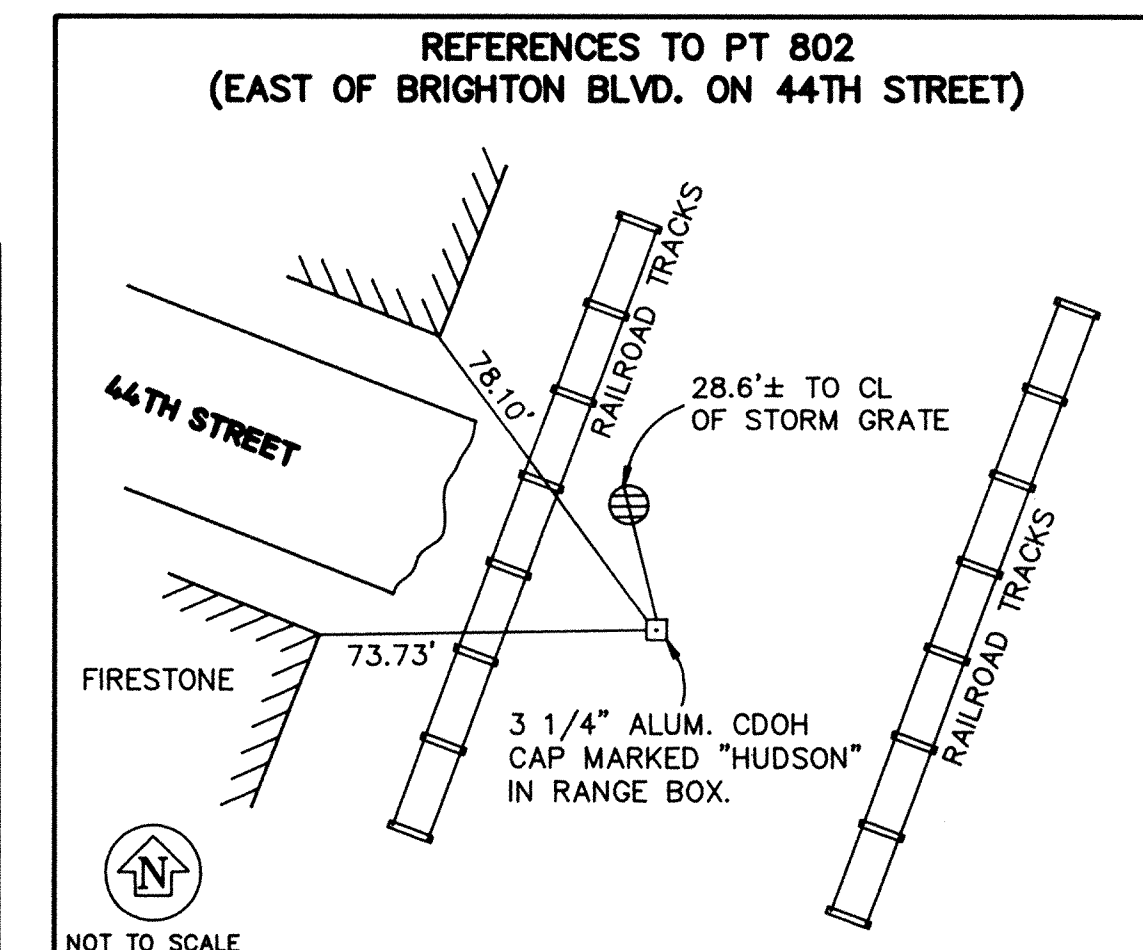 REFERENCES TO PT 802
(EAST OF BRIGHTON BLVD. ON 44TH STREET)
RAILROAD TRACKS
78.10'
44TH STREET
28.6'± TO CL
OF STORM GRATE
RAILROAD TRACKS
73.73'
FIRESTONE
3 1/4" ALUM. CDOH
CAP MARKED "HUDSON"
IN RANGE BOX.
N
NOT TO SCALE